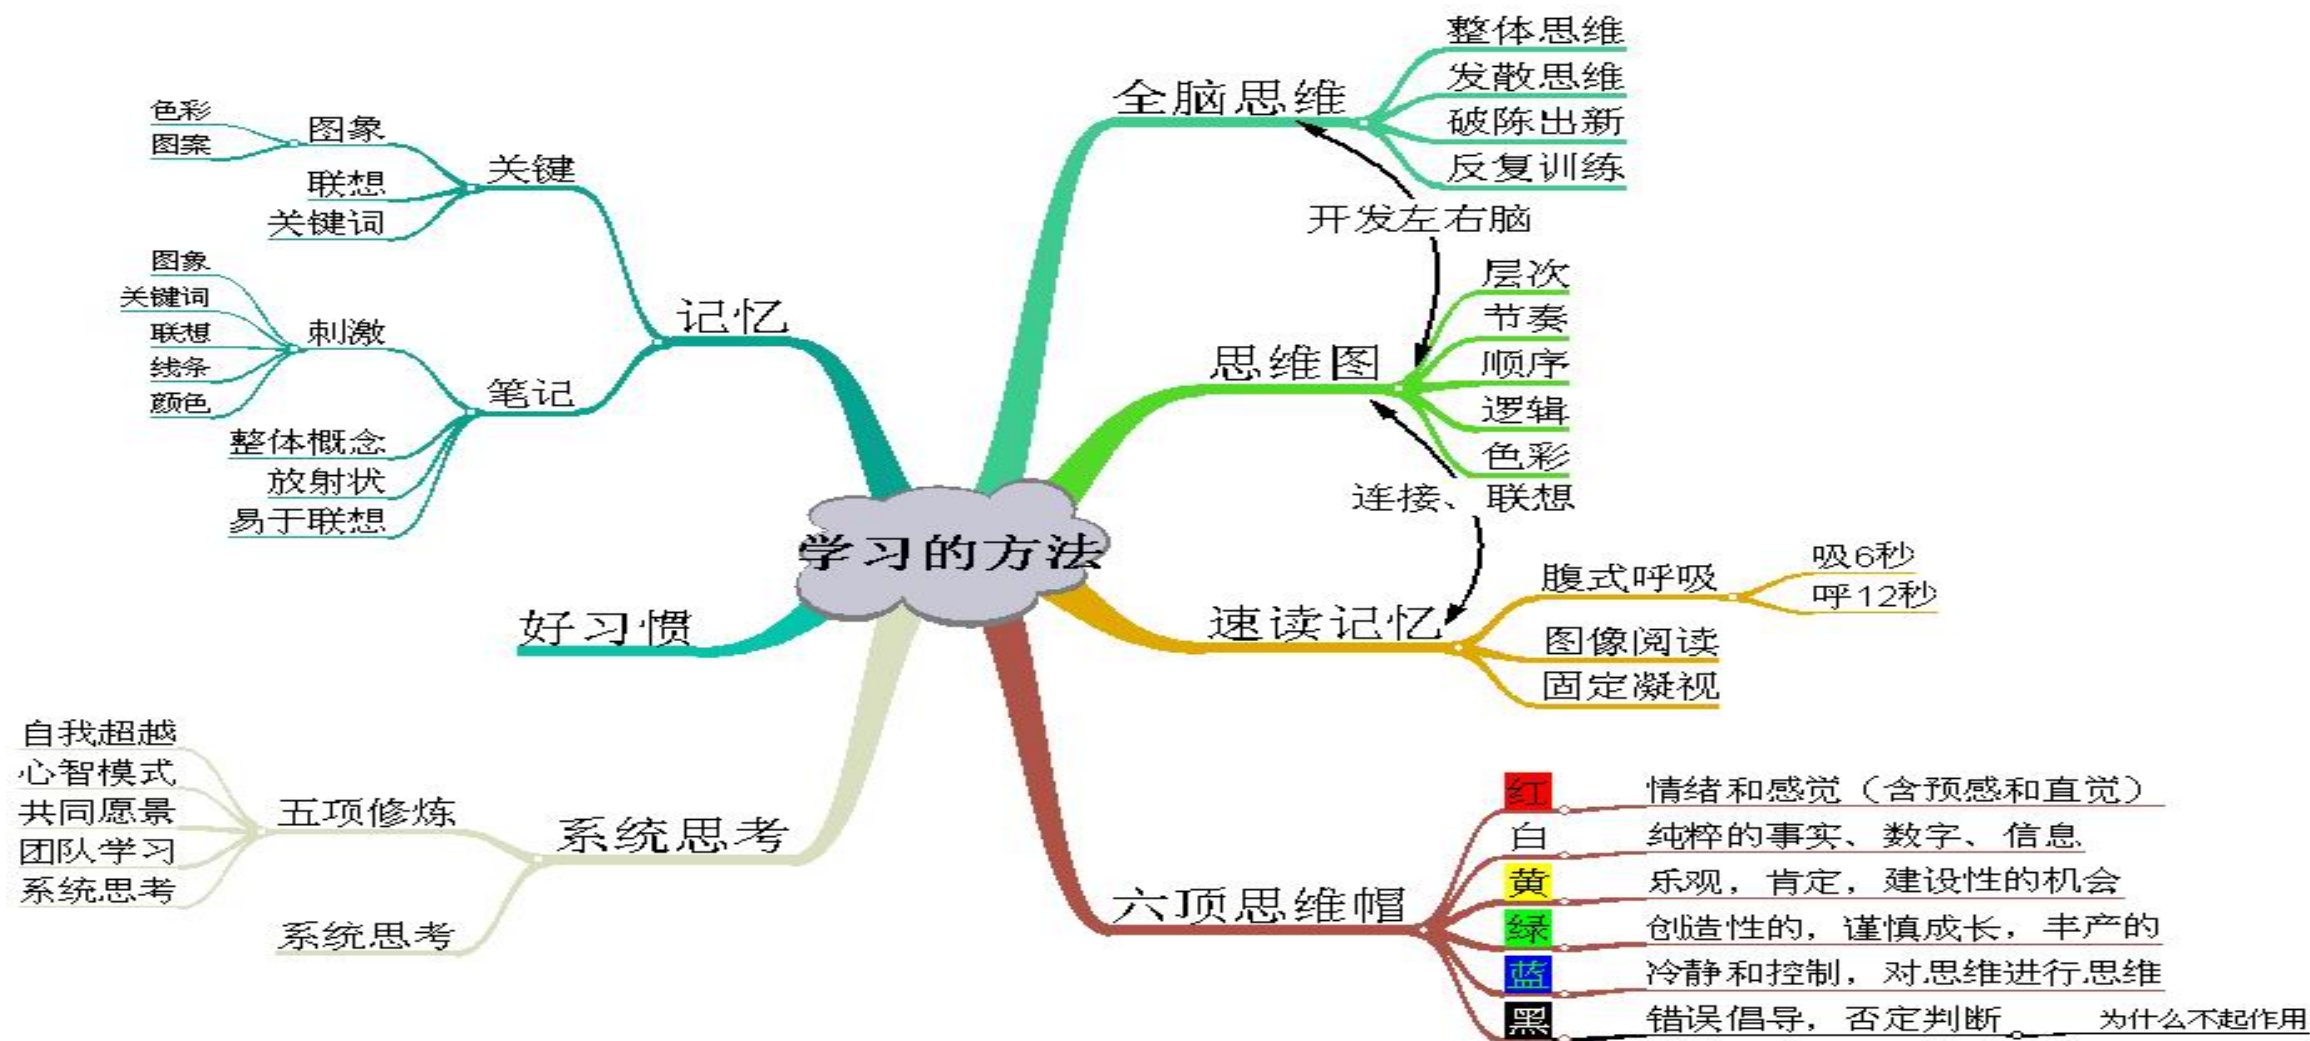 学习的方法
全脑思维
整体思维
发散思维
破陈出新
反复训练
开发左右脑
思维图
层次
节奏
顺序
逻辑
色彩
连接、联想
速读记忆
腹式呼吸
吸6秒
呼12秒
图像阅读
固定凝视
六顶思维帽
红
情绪和感觉（含预感和直觉）
白
纯粹的事实、数字、信息
黄
乐观，肯定，建设性的机会
绿
创造性的，谨慎成长，丰产的
蓝
冷静和控制，对思维进行思维
黑
错误倡导，否定判断
为什么不起作用
记忆
关键
图象
色彩
图案
联想
关键词
笔记
刺激
图象
关键词
联想
线条
颜色
整体概念
放射状
易于联想
好习惯
系统思考
五项修炼
自我超越
心智模式
共同愿景
团队学习
系统思考
系统思考